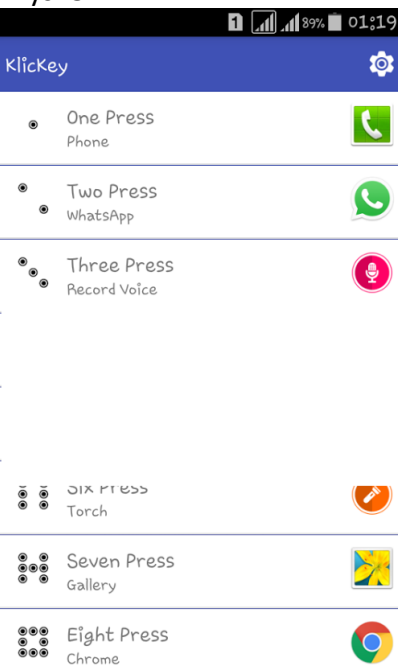 1 89% 01:19
KlicKey
One Press
Phone
Two Press
WhatsApp
Three Press
Record Voice
Six Press
Torch
Seven Press
Gallery
Eight Press
Chrome